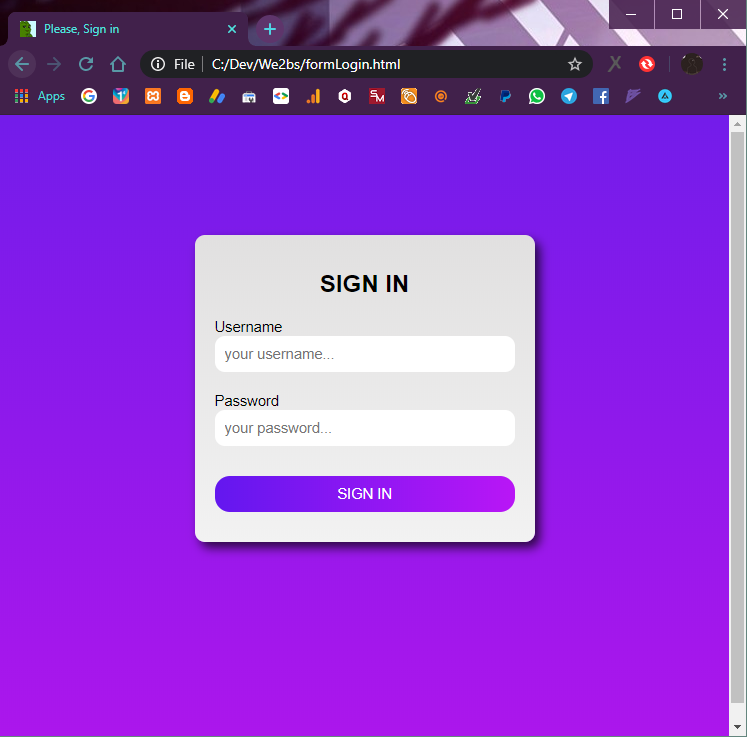 Please, Sign in
File
C:/Dev/We2bs/formLogin.html
Apps
SIGN IN
Username
your username...
Password
your password...
SIGN IN